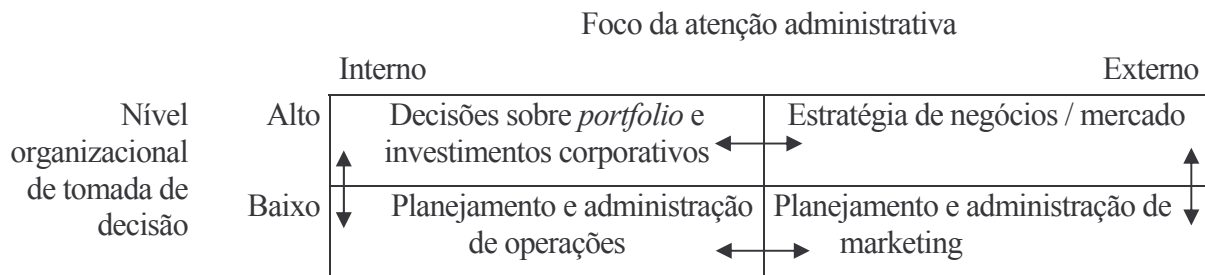 Foco da atenção administrativa
Interno Externo
Nível organizacional de tomada de decisão
Alto
Decisões sobre portfolio e investimentos corporativos
Estratégia de negócios / mercado
Baixo
Planejamento e administração de operações
Planejamento e administração de marketing